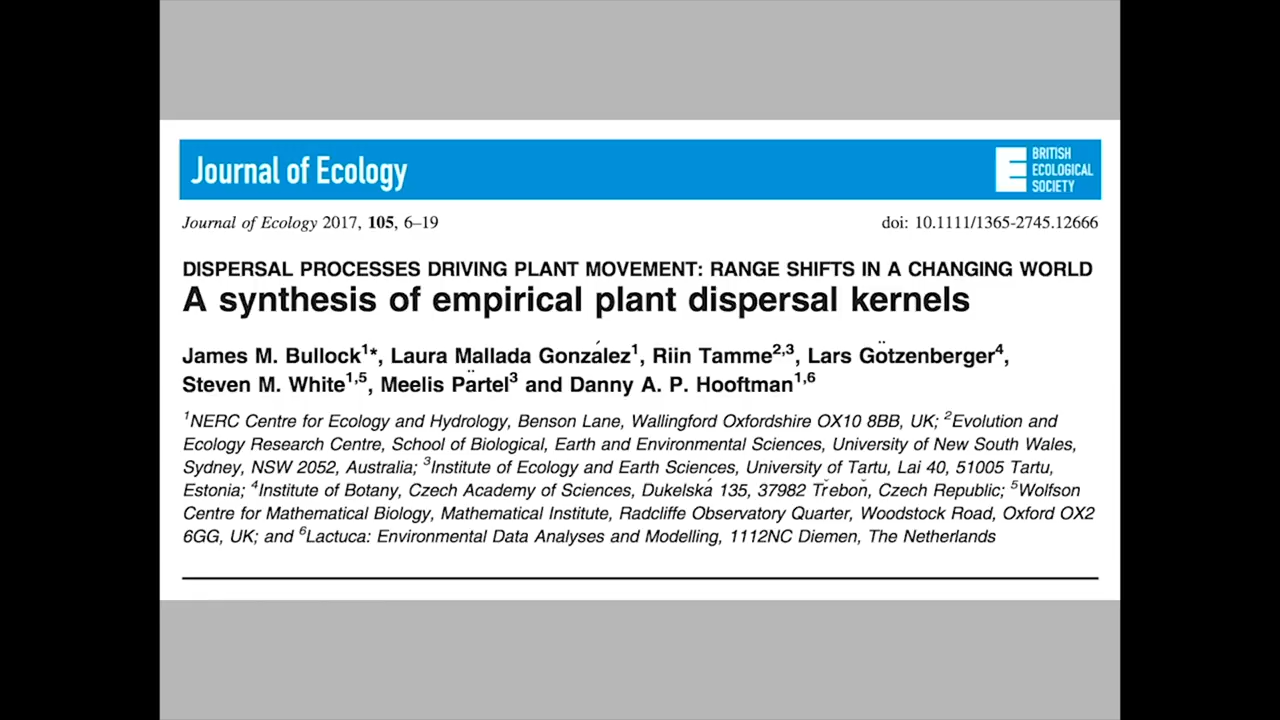 Journal of Ecology
BRITISH
ECOLOGICAL
SOCIETY
Journal of Ecology 2017, 105, 6–19
doi: 10.1111/1365-2745.12666
DISPERSAL PROCESSES DRIVING PLANT MOVEMENT: RANGE SHIFTS IN A CHANGING WORLD
A synthesis of empirical plant dispersal kernels
James M. Bullock1*, Laura Mallada González1, Riin Tamme2,3, Lars Götzenberger4,
Steven M. White1,5, Meelis Pärtel3 and Danny A. P. Hooftman1,6
1NERC Centre for Ecology and Hydrology, Benson Lane, Wallingford Oxfordshire OX10 8BB, UK; 2Evolution and
Ecology Research Centre, School of Biological, Earth and Environmental Sciences, University of New South Wales,
Sydney, NSW 2052, Australia; 3Institute of Ecology and Earth Sciences, University of Tartu, Lai 40, 51005 Tartu,
Estonia; 4Institute of Botany, Czech Academy of Sciences, Dukelská 135, 37982 Třeboň, Czech Republic; 5Wolfson
Centre for Mathematical Biology, Mathematical Institute, Radcliffe Observatory Quarter, Woodstock Road, Oxford OX2
6GG, UK; and 6Lactuca: Environmental Data Analyses and Modelling, 1112NC Diemen, The Netherlands